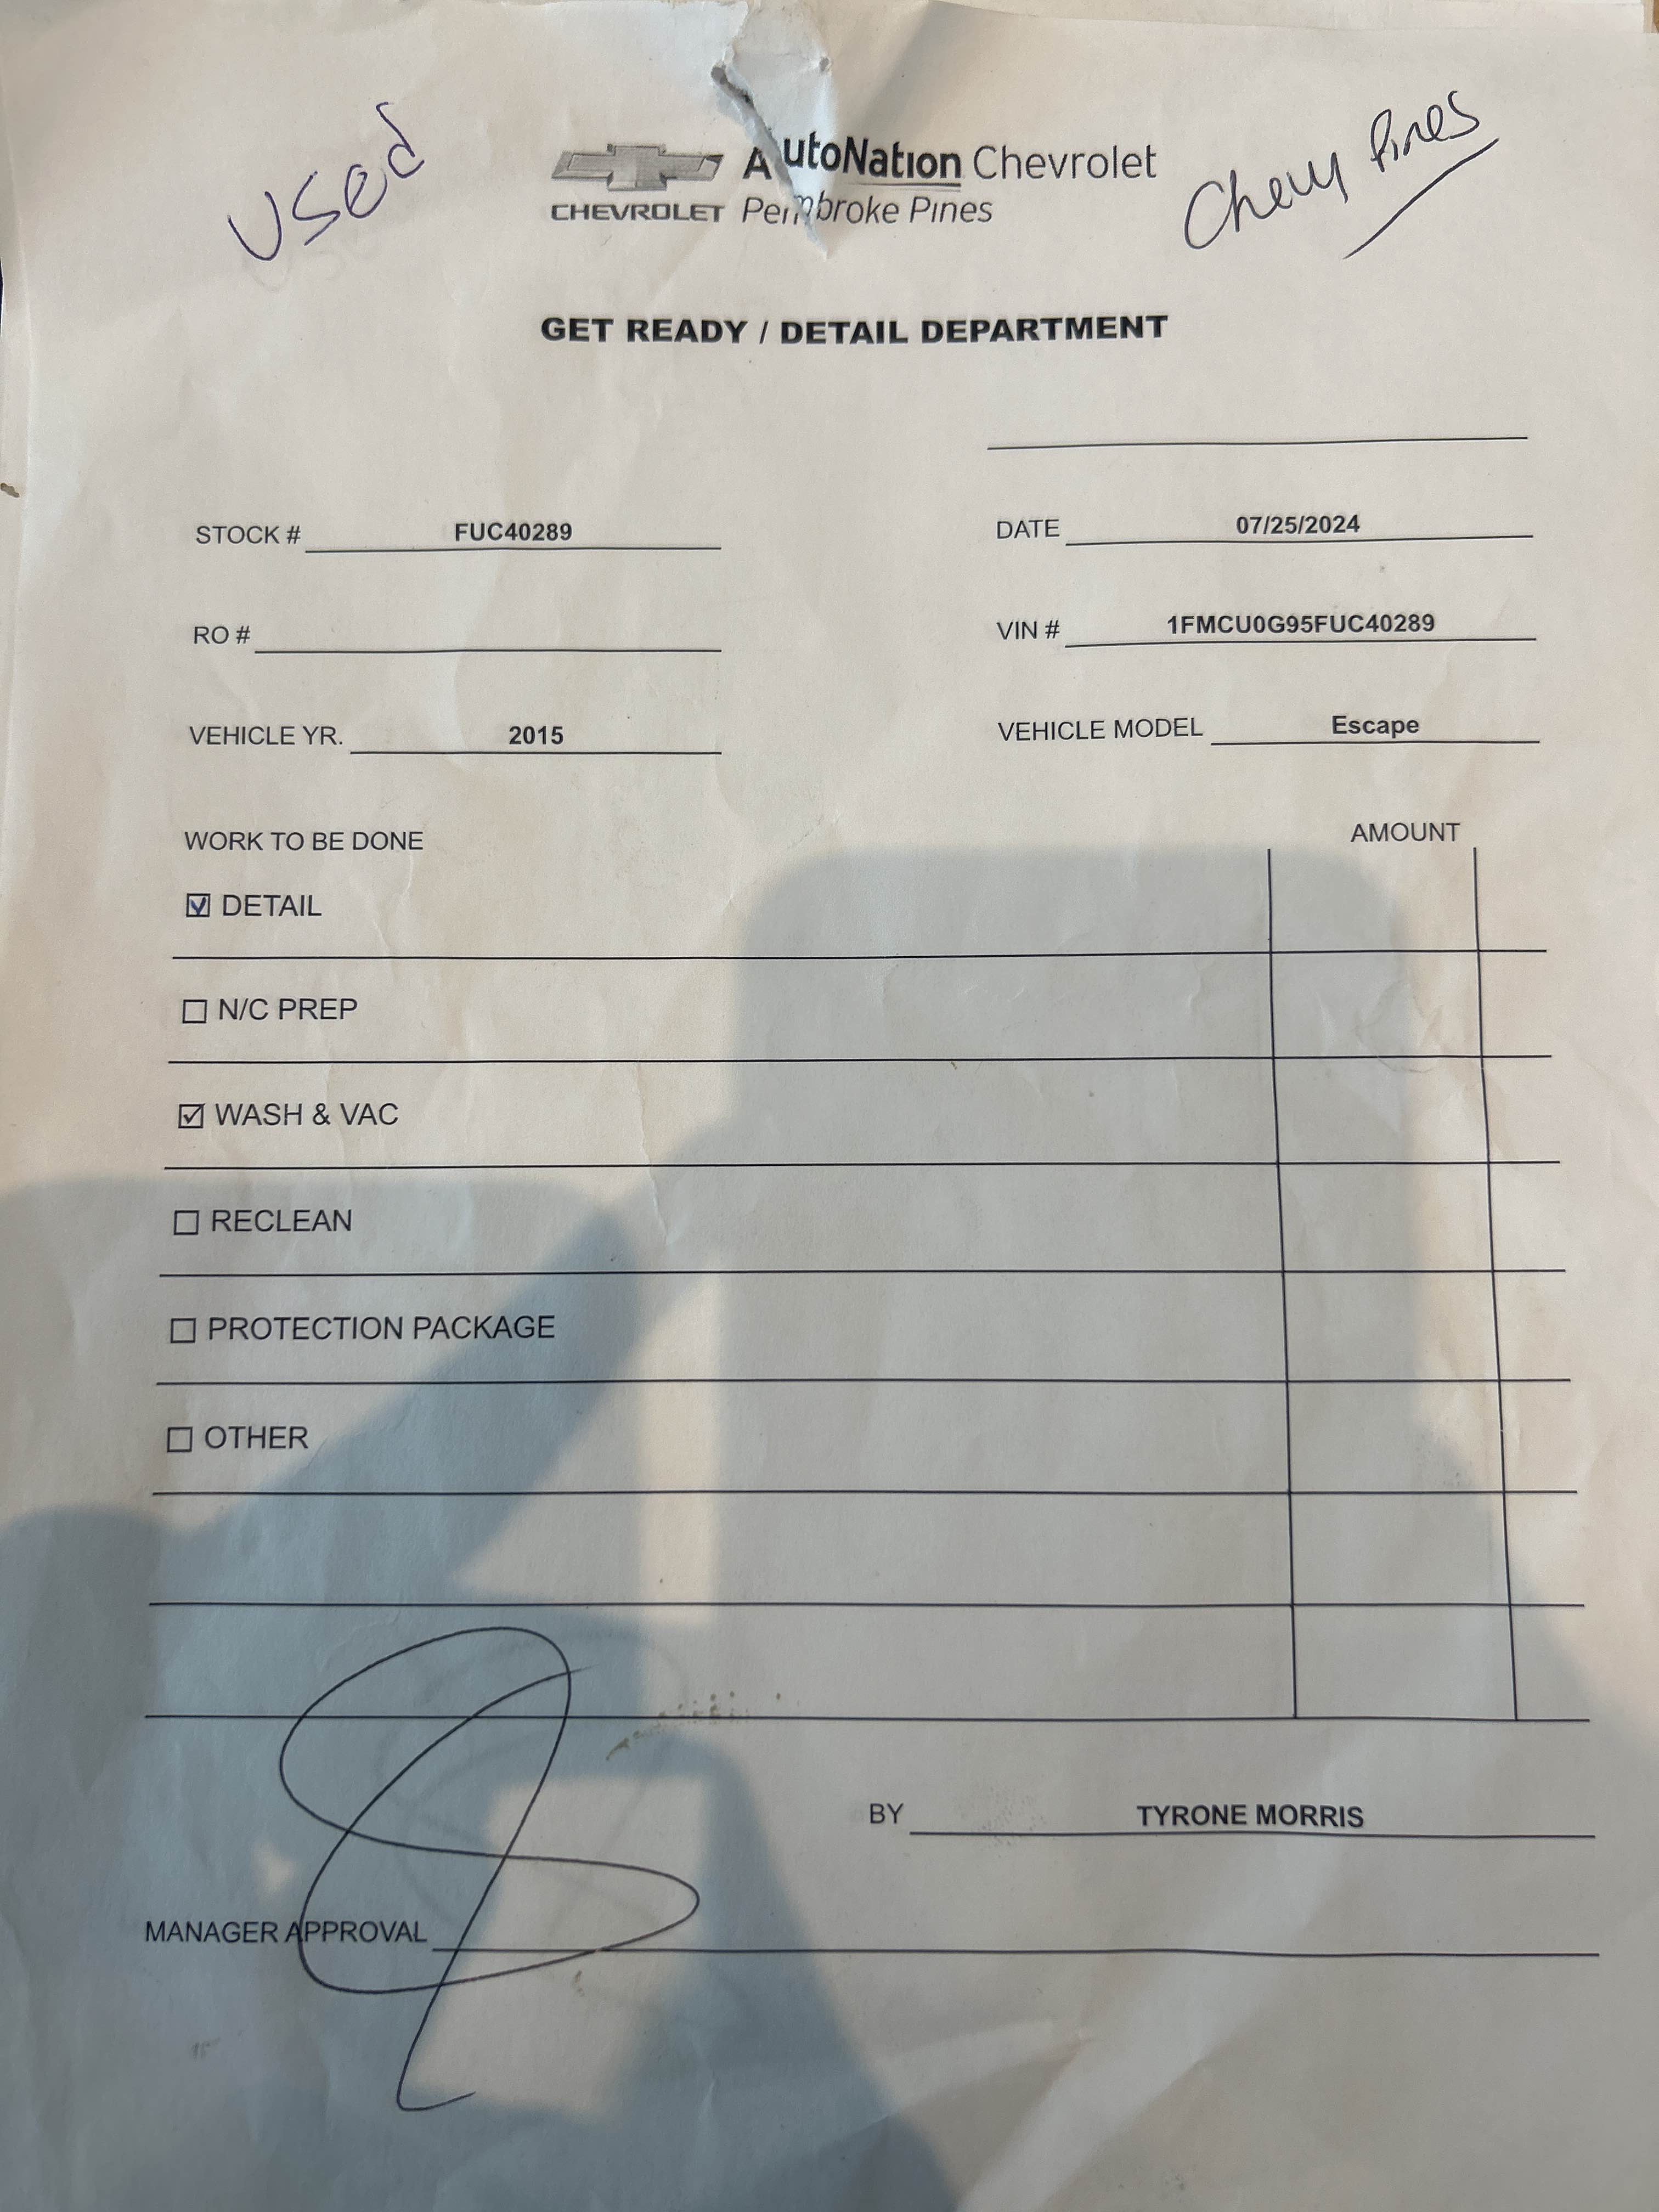 Used
Chevy Pines
AutoNation Chevrolet
CHEVROLET Pembroke Pines
GET READY / DETAIL DEPARTMENT
STOCK # FUC40289
DATE 07/25/2024
RO #
VIN # 1FMCU0G95FUC40289
VEHICLE YR. 2015
VEHICLE MODEL Escape
WORK TO BE DONE
AMOUNT
☑ DETAIL
☐ N/C PREP
☑ WASH & VAC
☐ RECLEAN
☐ PROTECTION PACKAGE
☐ OTHER
BY TYRONE MORRIS
MANAGER APPROVAL